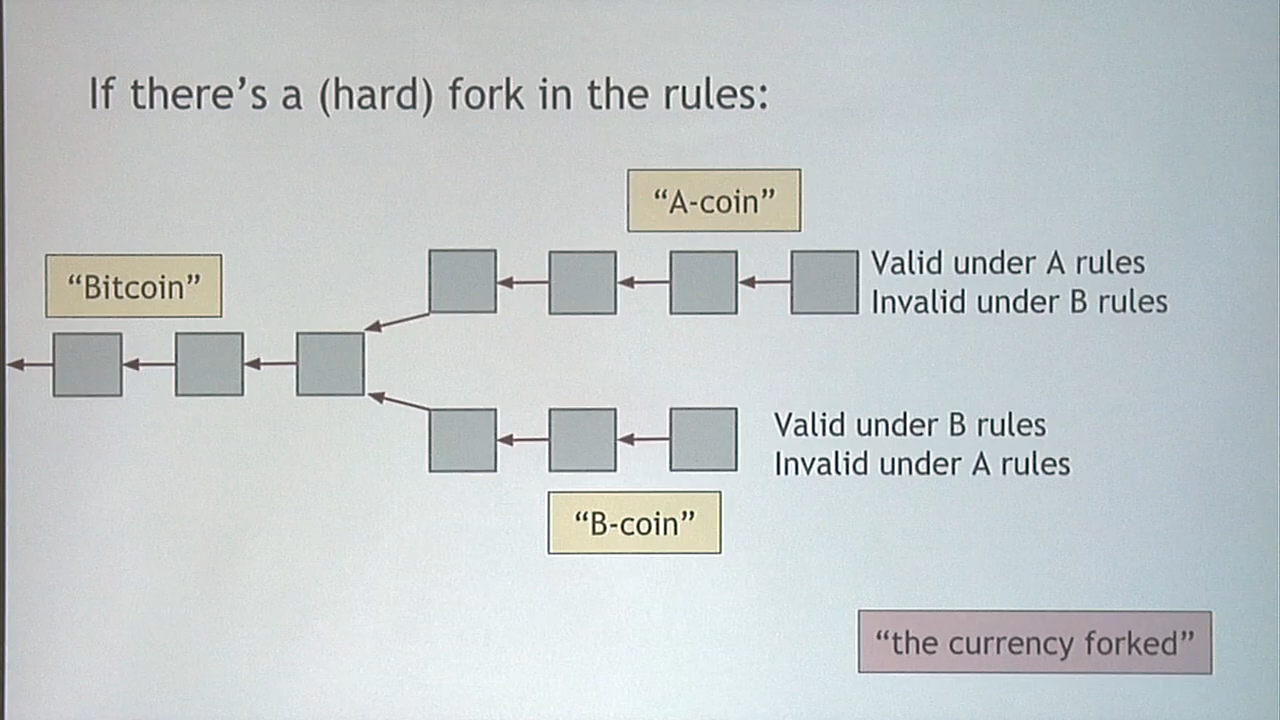 If there's a (hard) fork in the rules:
“A-coin”
“Bitcoin”
Valid under A rules
Invalid under B rules
Valid under B rules
Invalid under A rules
“B-coin”
“the currency forked”